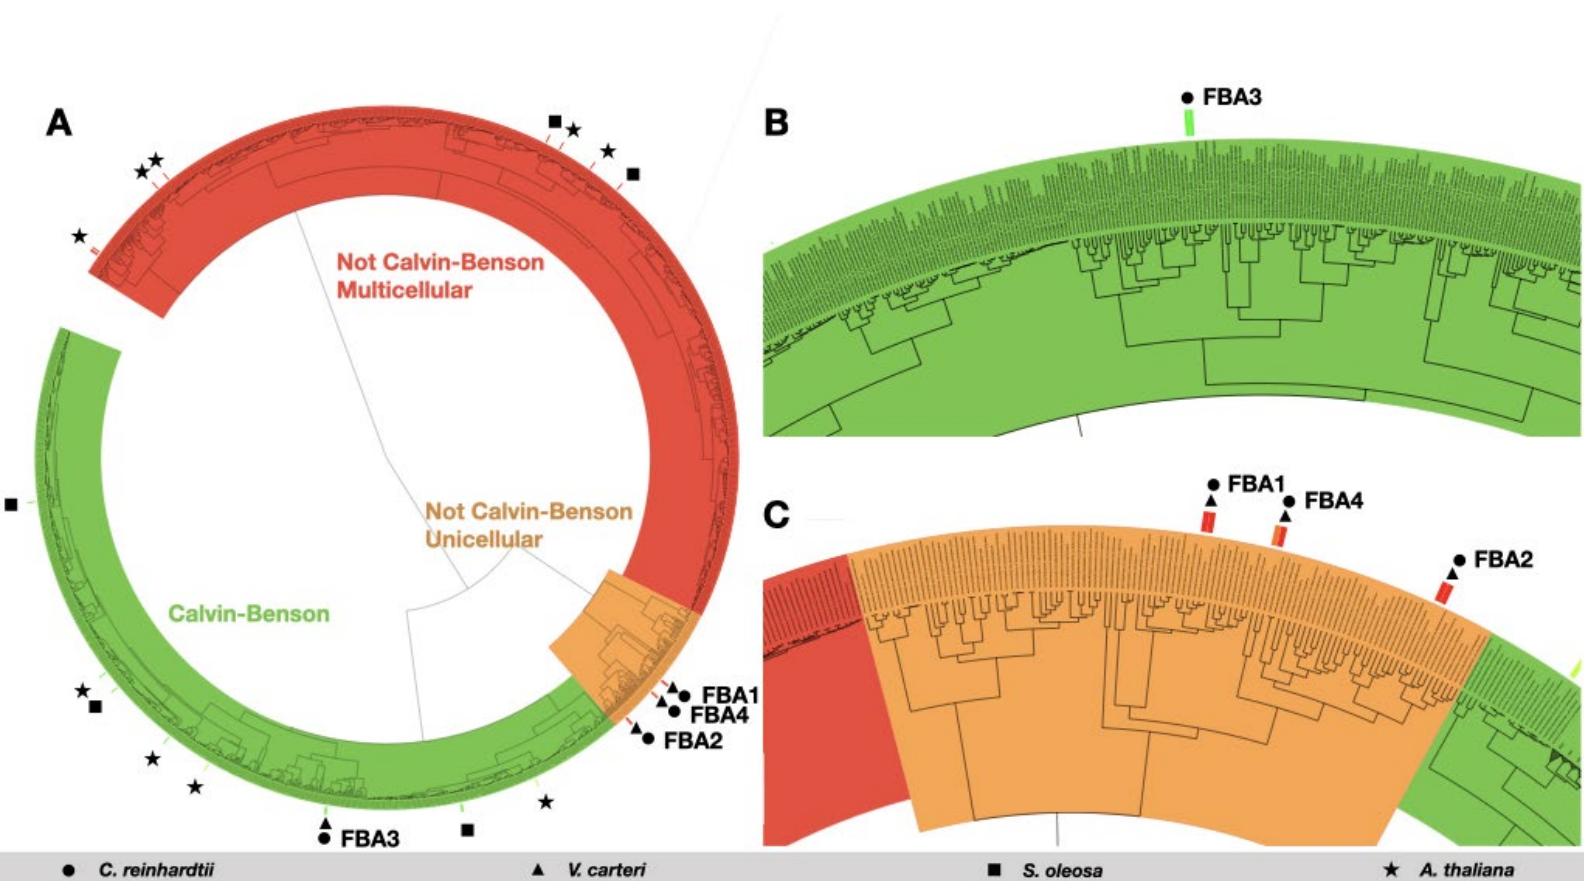 A
Not Calvin-Benson
Multicellular
Not Calvin-Benson
Unicellular
Calvin-Benson
FBA1
FBA4
FBA2
FBA3
B
FBA3
C
FBA1
FBA4
FBA2
C. reinhardtii V. carteri S. oleosa A. thaliana